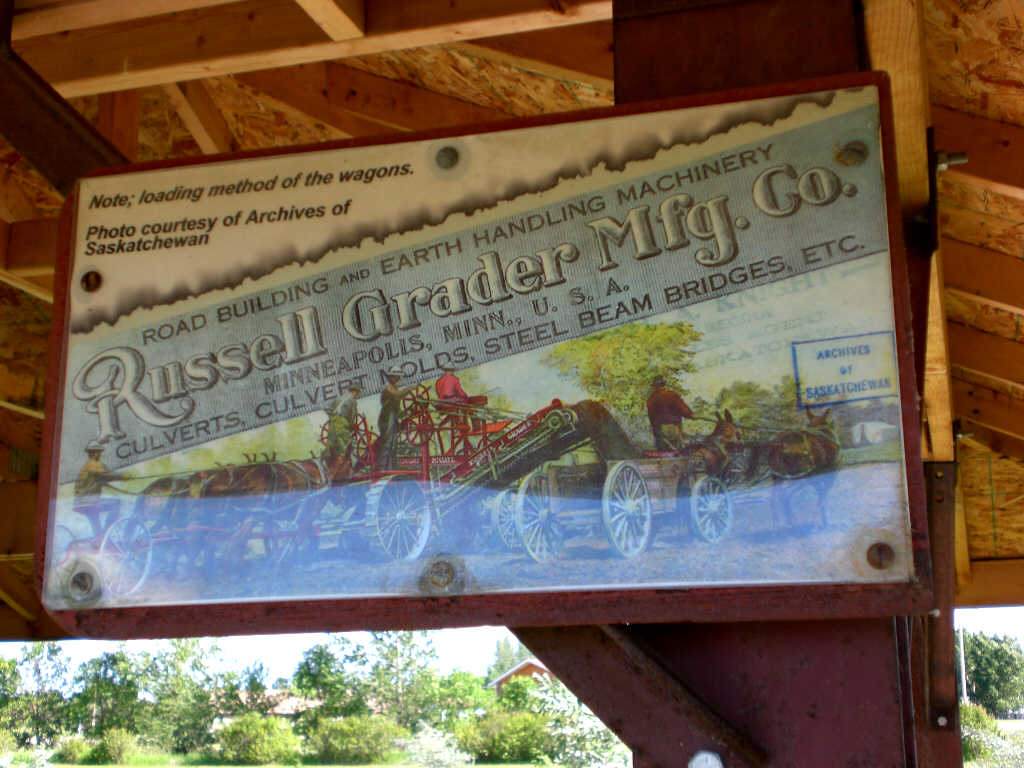 Note; loading method of the wagons.
Photo courtesy of Archives of
Saskatchewan
ROAD BUILDING AND EARTH HANDLING MACHINERY
Russell Grader Mfg. Co.
MINNEAPOLIS, MINN., U. S. A.
CULVERTS, CULVERT MOLDS, STEEL BEAM BRIDGES, ETC.
KNIGHT
ARCHIVES
OF
SASKATCHEWAN